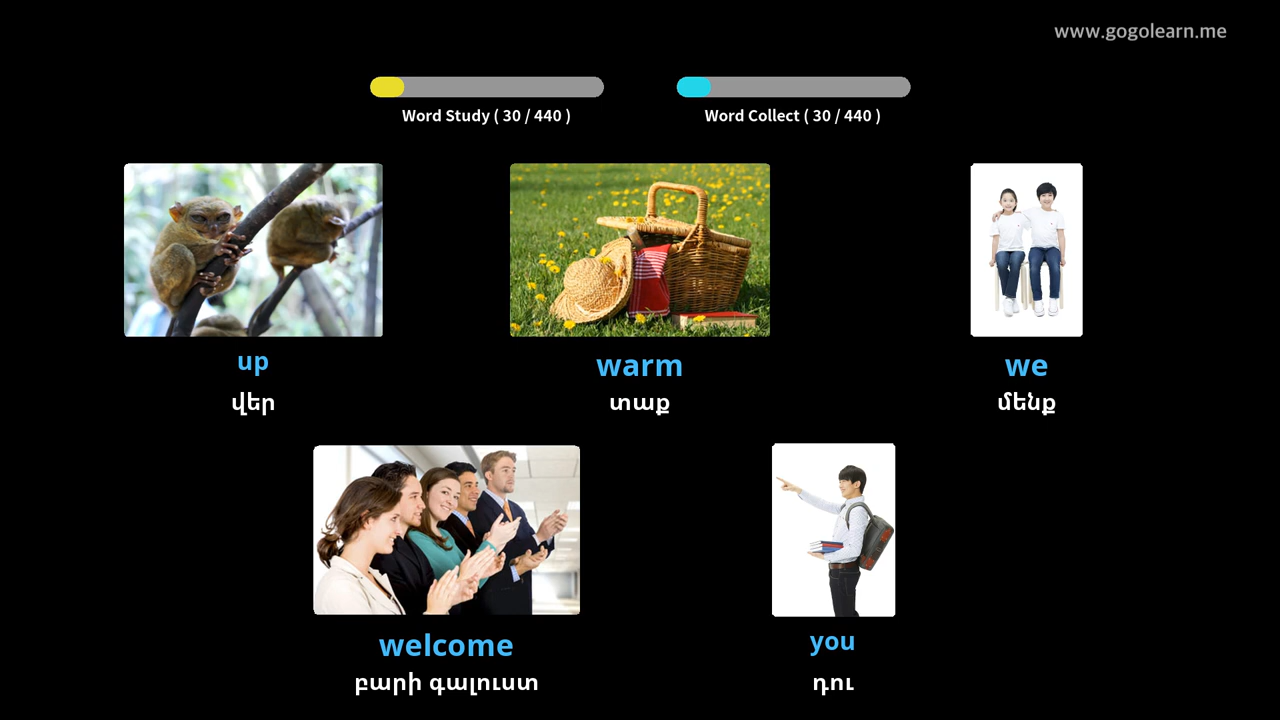 www.gogolearn.me
Word Study ( 30 / 440 )
Word Collect ( 30 / 440 )
up
վեր
warm
տաք
we
մենք
welcome
բարի գալուստ
you
դու